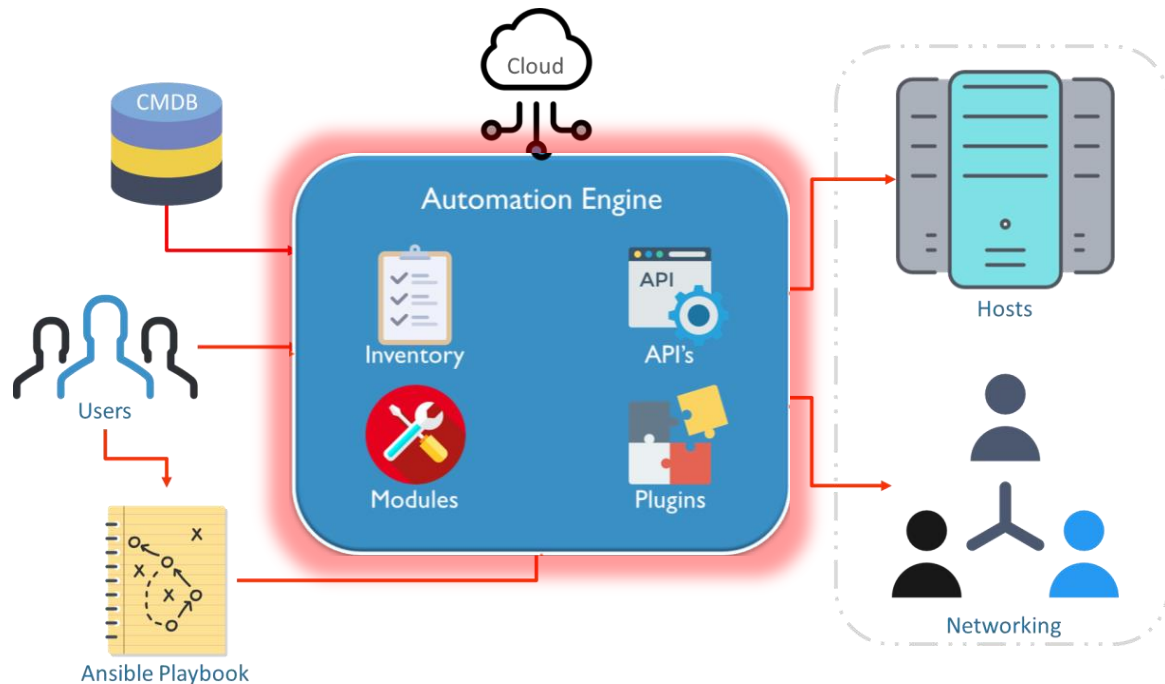 Cloud
CMDB
Automation Engine
API
Inventory
API's
Hosts
Users
Modules
Plugins
X
X
X
Networking
Ansible Playbook